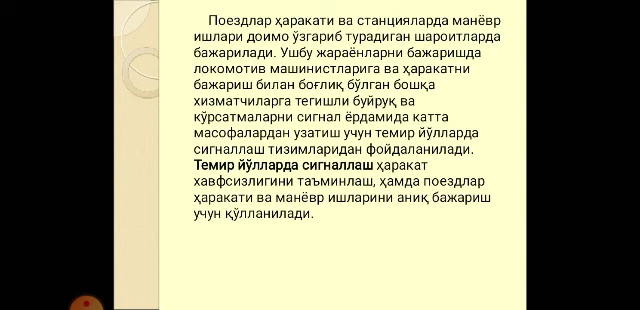 Поездлар ҳаракати ва станцияларда манёвр
ишлари доимо ўзгариб турадиган шароитларда
бажарилади. Ушбу жараёнларни бажаришда
локомотив машинистларига ва ҳаракатни
бажариш билан боғлиқ бўлган бошқа
хизматчиларга тегишли буйруқ ва
кўрсатмаларни сигнал ёрдамида катта
масофалардан узатиш учун темир йўлларда
сигналлаш тизимларидан фойдаланилади.
Темир йўлларда сигналлаш ҳаракат
хавфсизлигини таъминлаш, ҳамда поездлар
ҳаракати ва манёвр ишларини аниқ бажариш
учун қўлланилади.